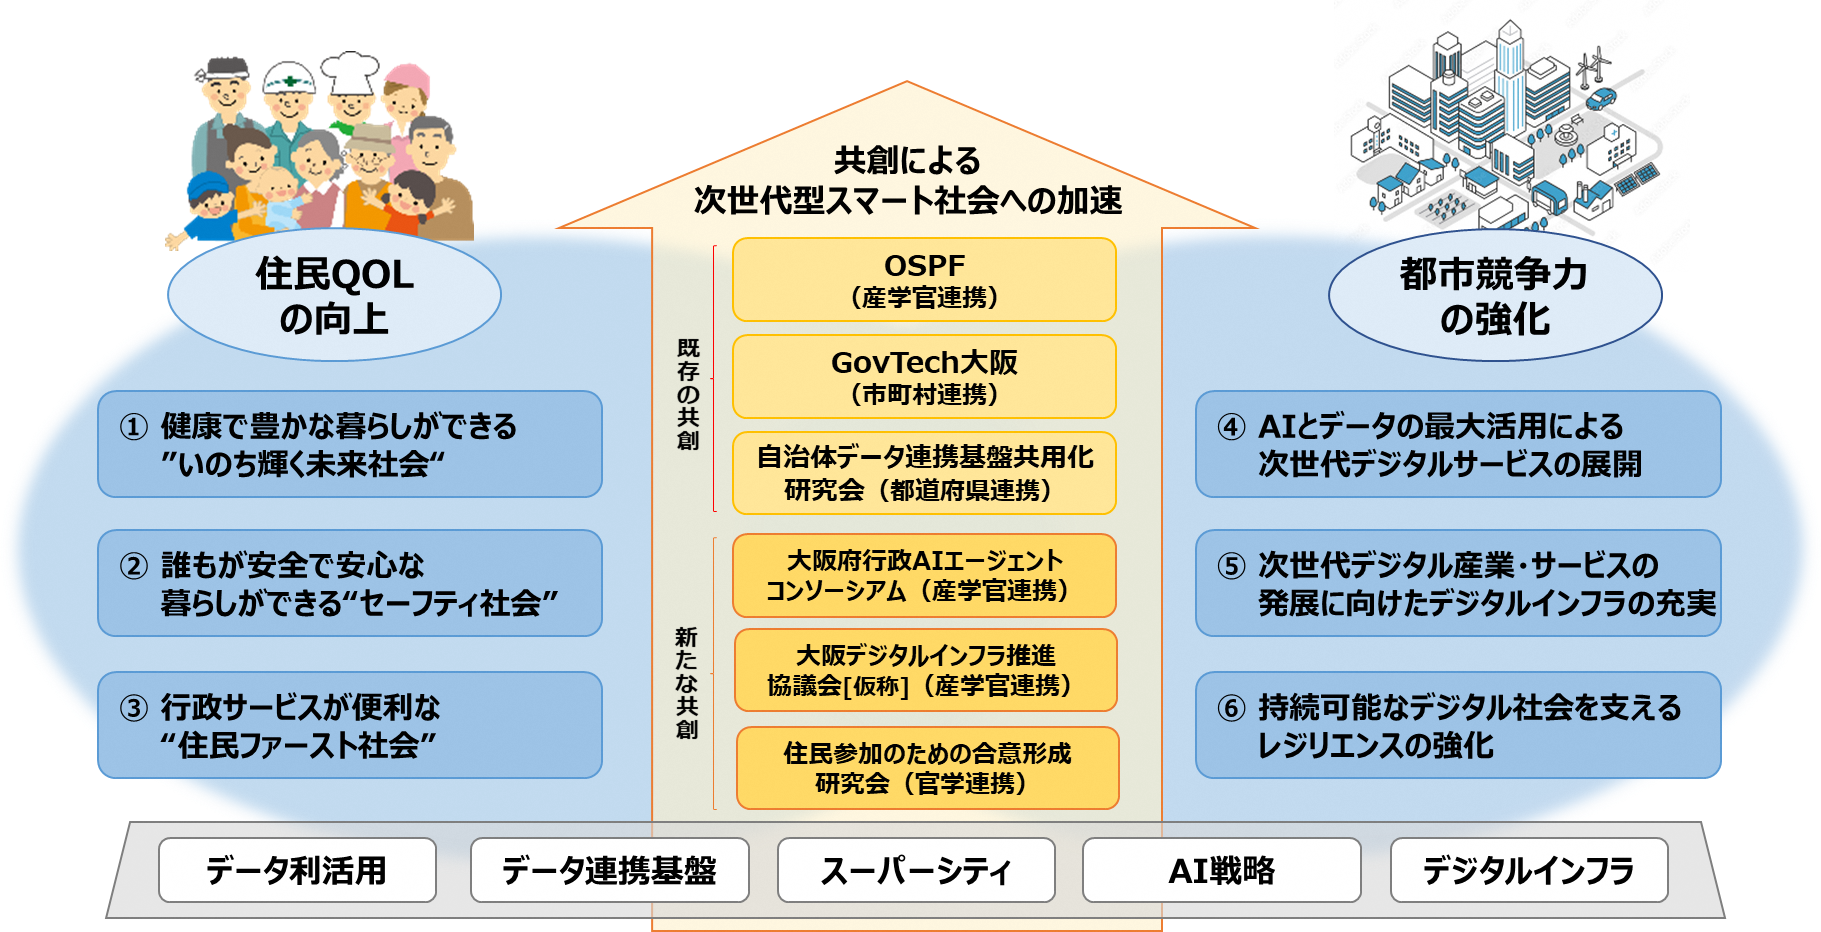 共創による
次世代型スマート社会への加速
住民QOL
の向上
① 健康で豊かな暮らしができる
”いのち輝く未来社会“
② 誰もが安全で安心な
暮らしができる“セーフティ社会”
③ 行政サービスが便利な
“住民ファースト社会”
既存の共創
OSPF
（産学官連携）
GovTech大阪
（市町村連携）
自治体データ連携基盤共用化
研究会（都道府県連携）
新たな共創
大阪府行政AIエージェント
コンソーシアム（産学官連携）
大阪デジタルインフラ推進
協議会[仮称]（産学官連携）
住民参加のための合意形成
研究会（官学連携）
都市競争力
の強化
④ AIとデータの最大活用による
次世代デジタルサービスの展開
⑤ 次世代デジタル産業・サービスの
発展に向けたデジタルインフラの充実
⑥ 持続可能なデジタル社会を支える
レジリエンスの強化
データ利活用
データ連携基盤
スーパーシティ
AI戦略
デジタルインフラ